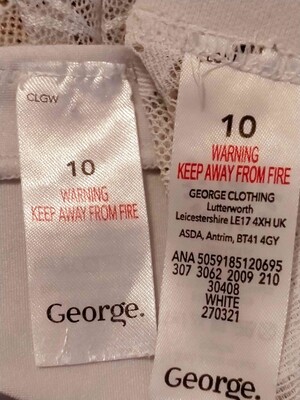 CLGW
10
WARNING
KEEP AWAY FROM FIRE
George.
10
WARNING
KEEP AWAY FROM FIRE
GEORGE CLOTHING
Lutterworth
Leicestershire LE17 4XH UK
ASDA, Antrim, BT41 4GY
ANA 5059185120695
307 3062 2009 210
30408
WHITE
270321
George.